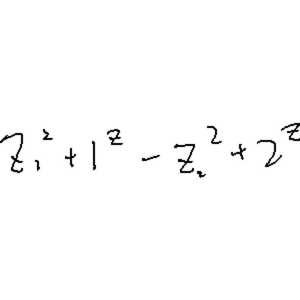 z₁² + 1^z - z₂² + 2^z